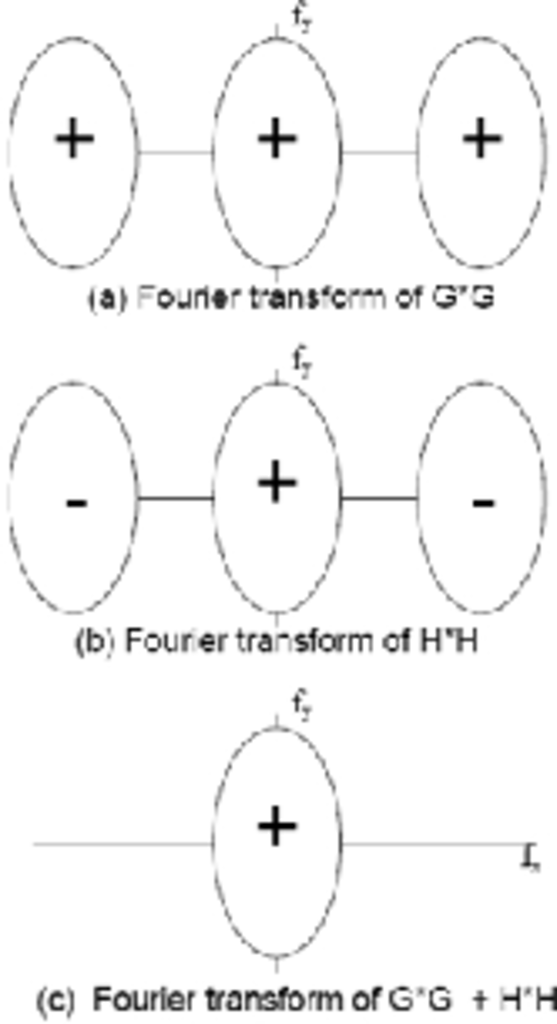 f_y
+ + +
(a) Fourier transform of G*G
f_y
- + -
(b) Fourier transform of H*H
f_y
+
f_x
(c) Fourier transform of G*G + H*H